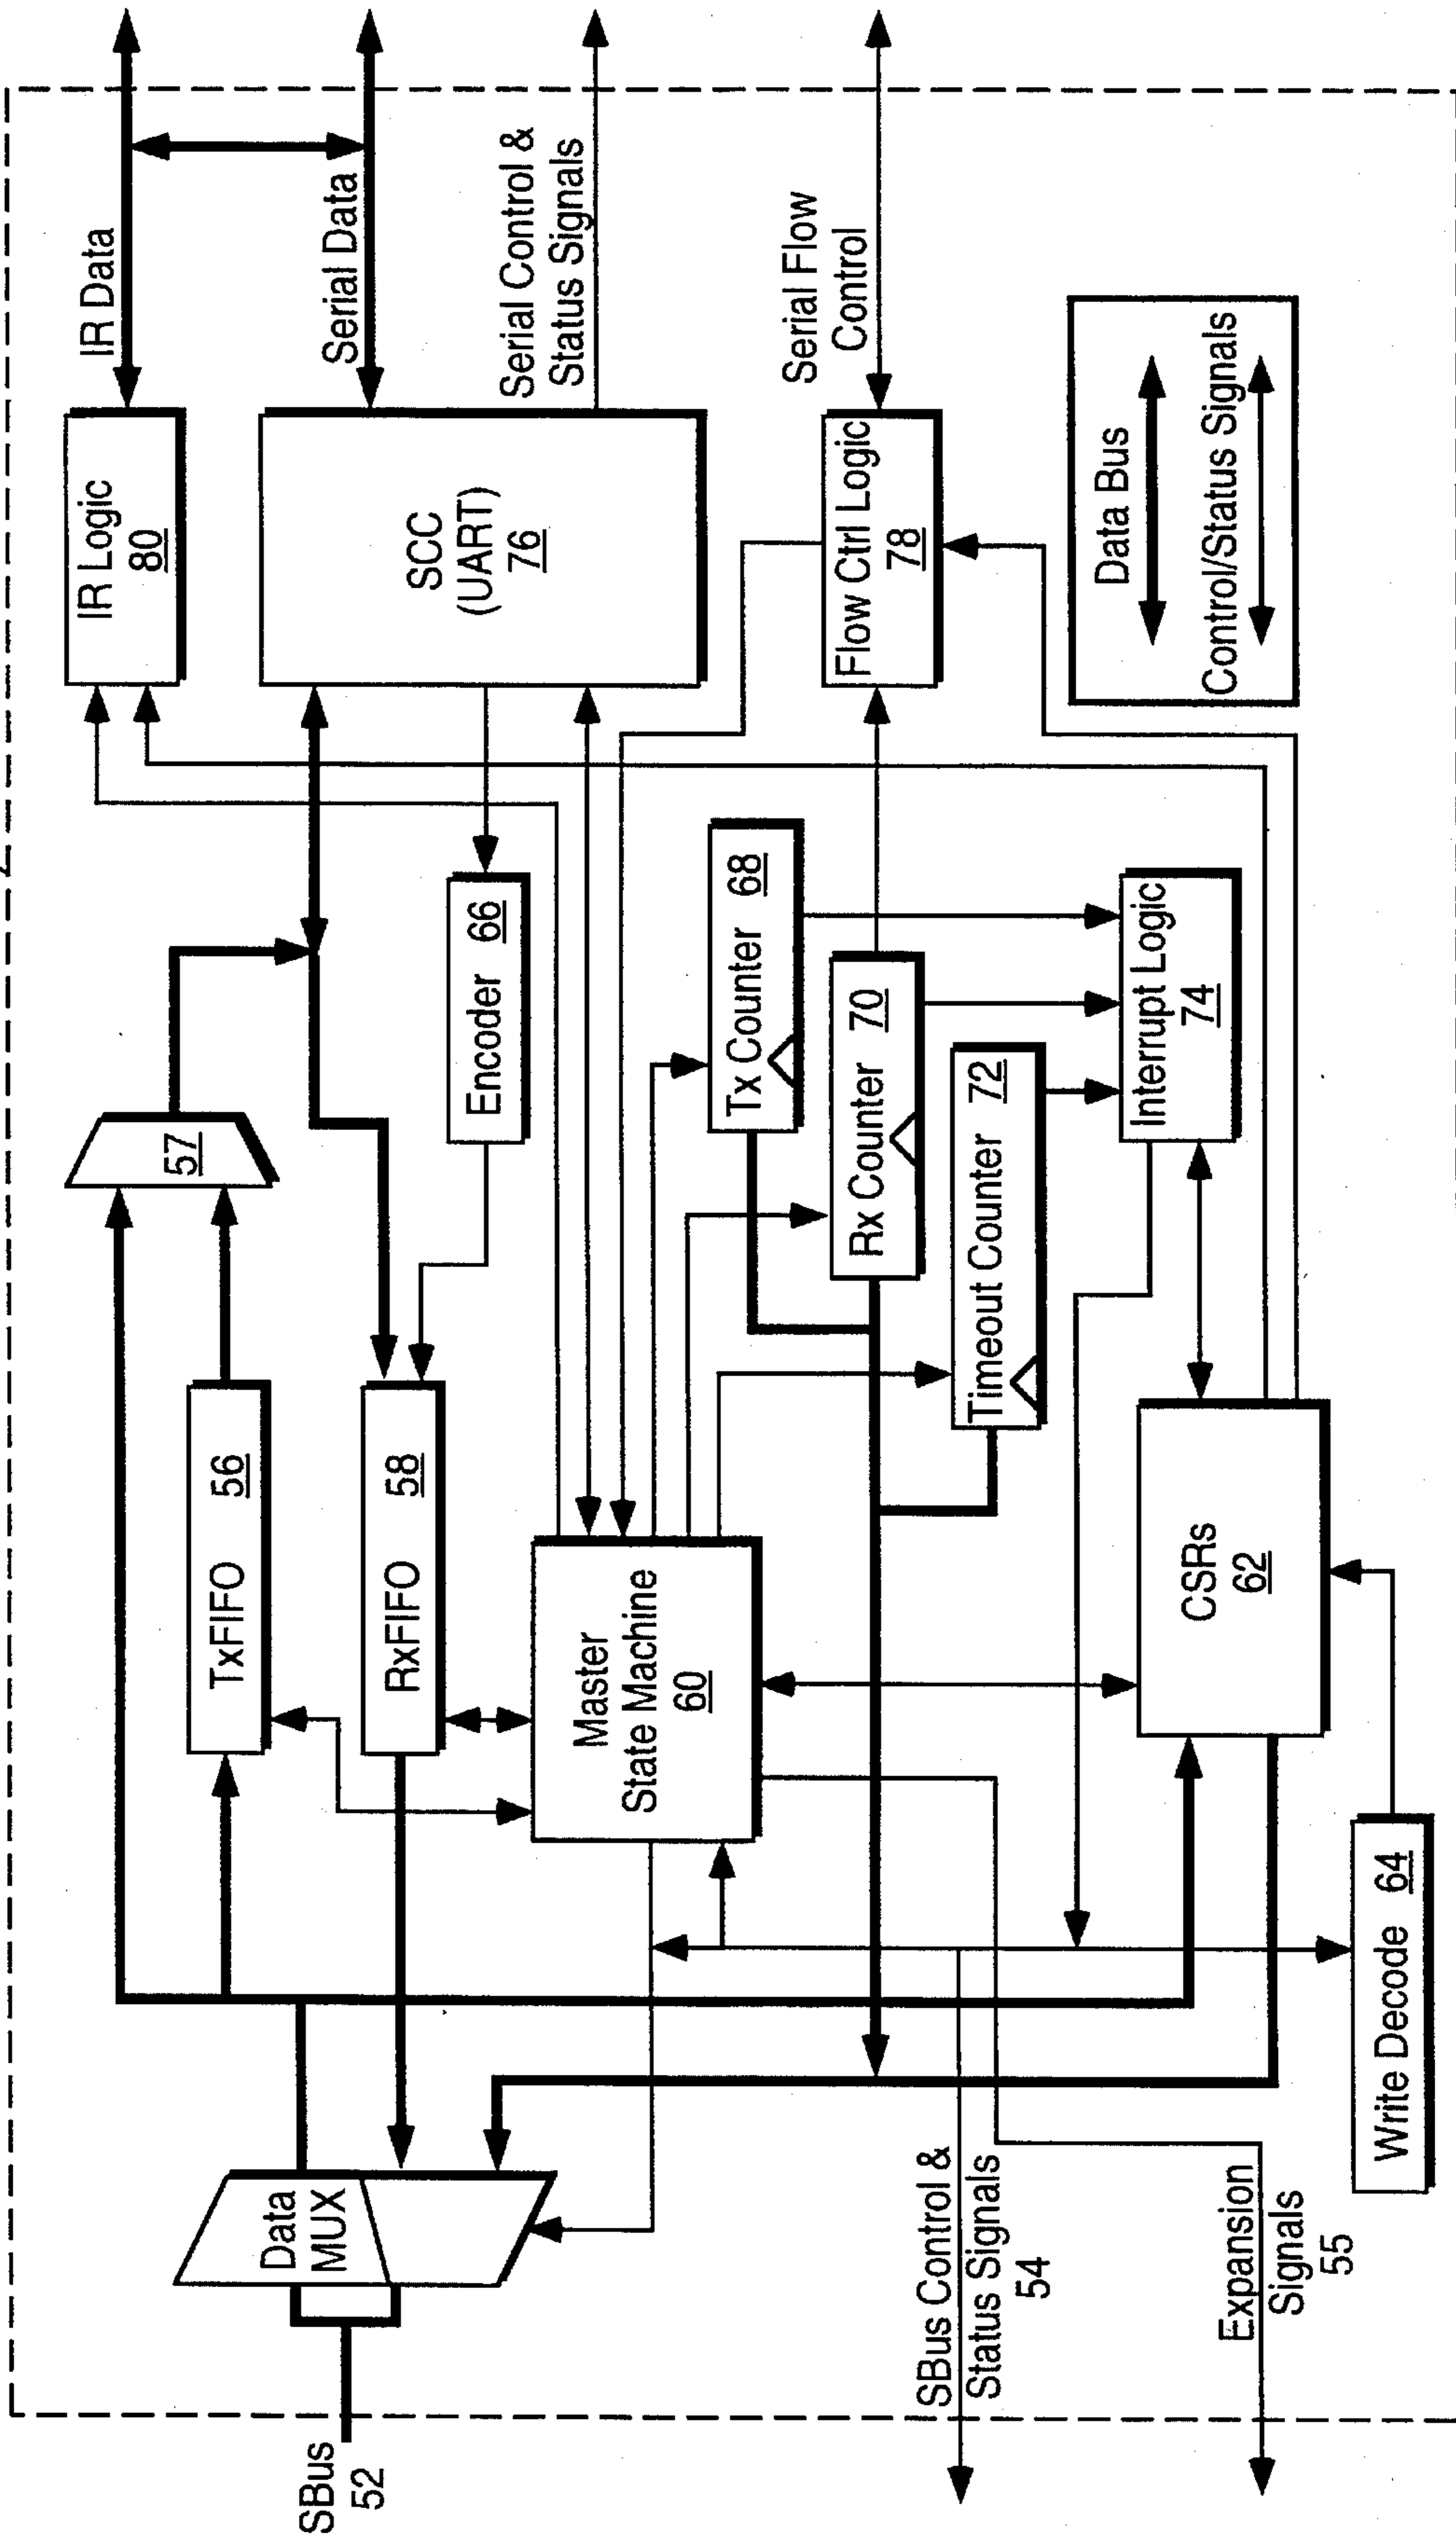 IR Data
Serial Data
Serial Control &
Status Signals
Serial Flow
Control
IR Logic
80
SCC
(UART)
76
Flow Ctrl Logic
78
Data Bus
Control/Status Signals
57
Encoder 66
Tx Counter 68
Rx Counter 70
Timeout Counter 72
Interrupt Logic
74
TxFIFO 56
RxFIFO 58
Master
State Machine
60
CSRs
62
Write Decode 64
Data
MUX
SBus
52
SBus Control &
Status Signals
54
Expansion
Signals
55